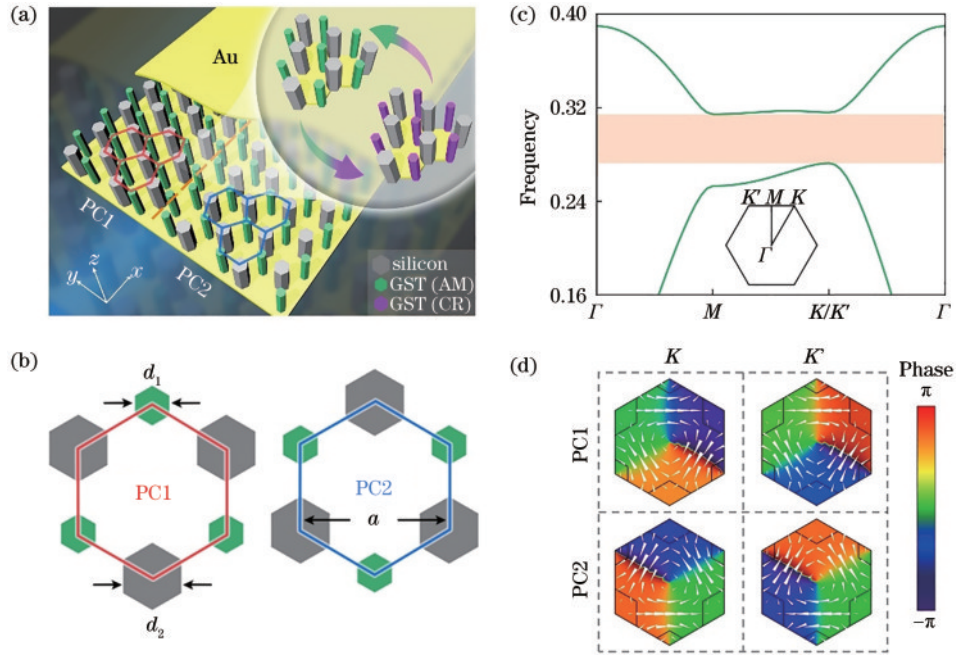 (a)
Au
PC1
PC2
z
y
x
silicon
GST (AM)
GST (CR)
(b)
d1
PC1
d2
PC2
a
(c)
0.40
0.32
0.24
0.16
Frequency
K' M K
Γ
Γ M K/K' Γ
(d)
K K'
PC1
PC2
Phase
π
−π